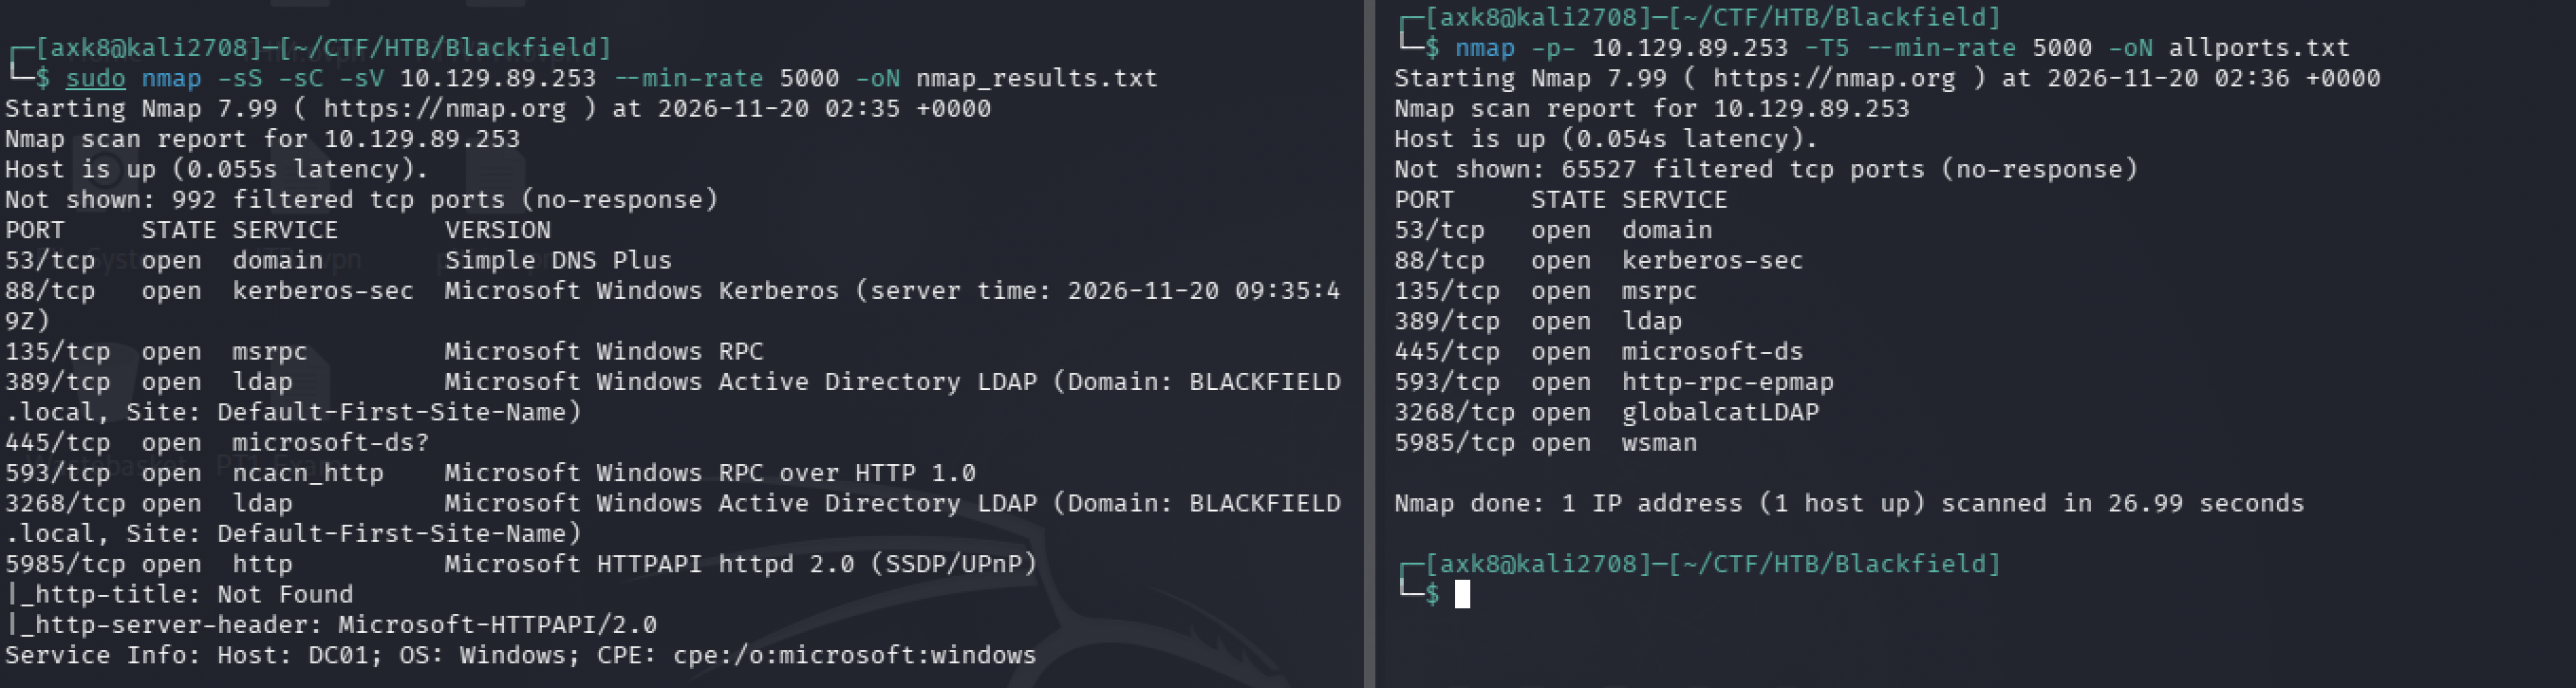 ┌─[axk8@kali2708]─[~/CTF/HTB/Blackfield]
└─$ sudo nmap -sS -sC -sV 10.129.89.253 --min-rate 5000 -oN nmap_results.txt
Starting Nmap 7.99 ( https://nmap.org ) at 2026-11-20 02:35 +0000
Nmap scan report for 10.129.89.253
Host is up (0.055s latency).
Not shown: 992 filtered tcp ports (no-response)
PORT     STATE SERVICE       VERSION
53/tcp   open  domain        Simple DNS Plus
88/tcp   open  kerberos-sec  Microsoft Windows Kerberos (server time: 2026-11-20 09:35:4
9Z)
135/tcp  open  msrpc         Microsoft Windows RPC
389/tcp  open  ldap          Microsoft Windows Active Directory LDAP (Domain: BLACKFIELD
.local, Site: Default-First-Site-Name)
445/tcp  open  microsoft-ds?
593/tcp  open  ncacn_http    Microsoft Windows RPC over HTTP 1.0
3268/tcp open  ldap          Microsoft Windows Active Directory LDAP (Domain: BLACKFIELD
.local, Site: Default-First-Site-Name)
5985/tcp open  http          Microsoft HTTPAPI httpd 2.0 (SSDP/UPnP)
|_http-title: Not Found
|_http-server-header: Microsoft-HTTPAPI/2.0
Service Info: Host: DC01; OS: Windows; CPE: cpe:/o:microsoft:windows
┌─[axk8@kali2708]─[~/CTF/HTB/Blackfield]
└─$ nmap -p- 10.129.89.253 -T5 --min-rate 5000 -oN allports.txt
Starting Nmap 7.99 ( https://nmap.org ) at 2026-11-20 02:36 +0000
Nmap scan report for 10.129.89.253
Host is up (0.054s latency).
Not shown: 65527 filtered tcp ports (no-response)
PORT     STATE SERVICE
53/tcp   open  domain
88/tcp   open  kerberos-sec
135/tcp  open  msrpc
389/tcp  open  ldap
445/tcp  open  microsoft-ds
593/tcp  open  http-rpc-epmap
3268/tcp open  globalcatLDAP
5985/tcp open  wsman
Nmap done: 1 IP address (1 host up) scanned in 26.99 seconds
┌─[axk8@kali2708]─[~/CTF/HTB/Blackfield]
└─$